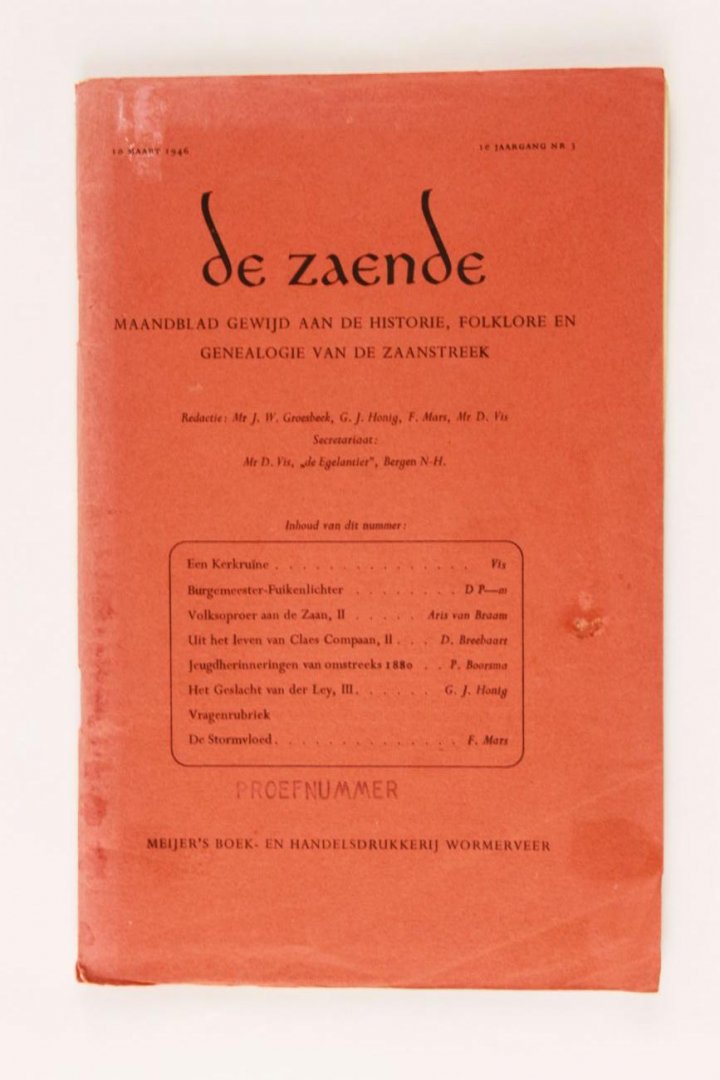 10 MAART 1946
1e JAARGANG NR 3
de zaende
MAANDBLAD GEWIJD AAN DE HISTORIE, FOLKLORE EN
GENEALOGIE VAN DE ZAANSTREEK
Redactie: Mr J. W. Groesbeek, G. J. Honig, F. Mars, Mr D. Vis
Secretariaat:
Mr D. Vis, „de Egelantier", Bergen N-H.
Inhoud van dit nummer:
Een Kerkruïne . . . . . . . . . . . . . . . . Vis
Burgemeester-Fuikenlichter . . . . . . . . . D P—m
Volksoproer aan de Zaan, II . . . . . Aris van Braam
Uit het leven van Claes Compaan, II . . . D. Breebaart
Jeugdherinneringen van omstreeks 1880 . . P. Boorsma
Het Geslacht van der Ley, III. . . . . . . G. J. Honig
Vragenrubriek
De Stormvloed . . . . . . . . . . . . . . F. Mars
PROEFNUMMER
MEIJER'S BOEK- EN HANDELSDRUKKERIJ WORMERVEER